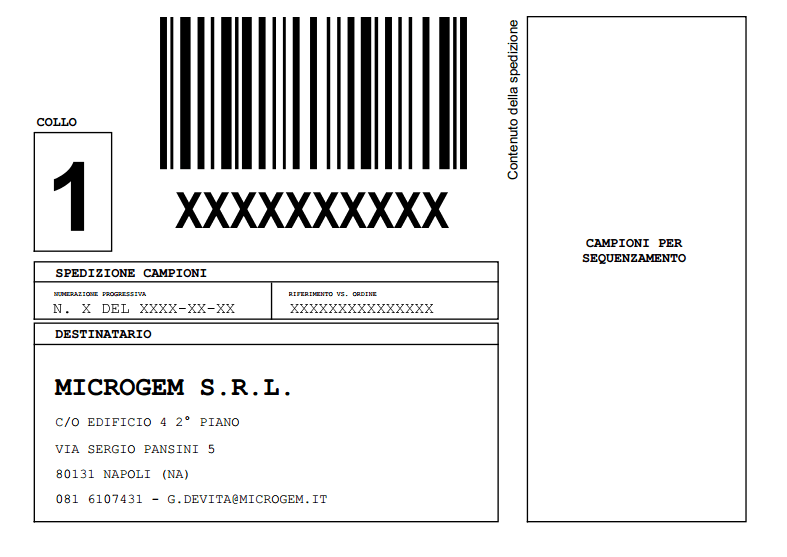 COLLO
1
XXXXXXXXXX
SPEDIZIONE CAMPIONI
NUMERAZIONE PROGRESSIVA
N. X DEL XXXX-XX-XX
RIFERIMENTO VS. ORDINE
XXXXXXXXXXXXXXX
DESTINATARIO
MICROGEM S.R.L.
C/O EDIFICIO 4 2° PIANO
VIA SERGIO PANSINI 5
80131 NAPOLI (NA)
081 6107431 - G.DEVITA@MICROGEM.IT
Contenuto della spedizione
CAMPIONI PER
SEQUENZAMENTO